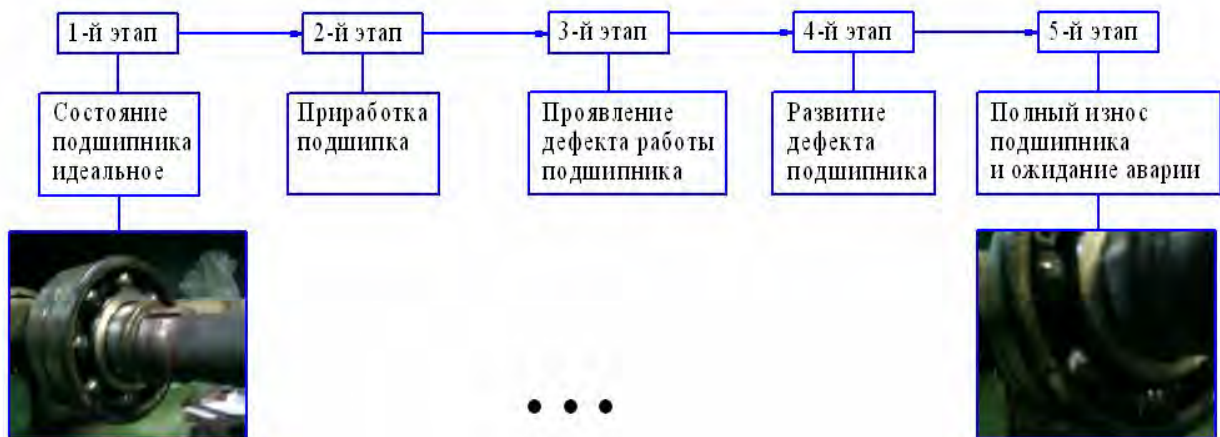 1-й этап
2-й этап
3-й этап
4-й этап
5-й этап
Состояние
подшипника
идеальное
Приработка
подшипка
Проявление
дефекта работы
подшипника
Развитие
дефекта
подшипника
Полный износ
подшипника
и ожидание аварии